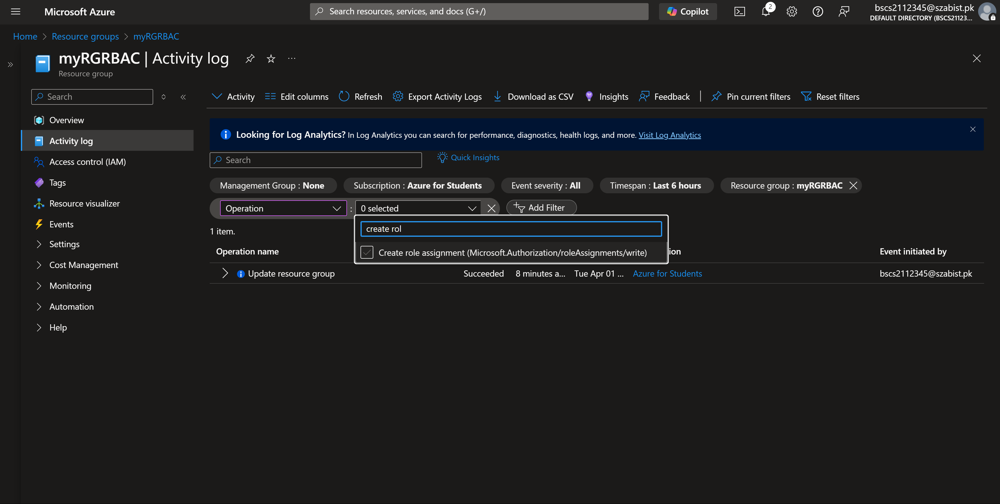 Microsoft Azure
Search resources, services, and docs (G+/)
Copilot
2
bscs2112345@szabist.pk
DEFAULT DIRECTORY (BSCS21123...
Home > Resource groups > myRGRBAC
myRGRBAC | Activity log
Resource group
Search
Activity
Edit columns
Refresh
Export Activity Logs
Download as CSV
Insights
Feedback
Pin current filters
Reset filters
Overview
Activity log
Access control (IAM)
Tags
Resource visualizer
Events
Settings
Cost Management
Monitoring
Automation
Help
Looking for Log Analytics? In Log Analytics you can search for performance, diagnostics, health logs, and more. Visit Log Analytics
Search
Quick Insights
Management Group : None
Subscription : Azure for Students
Event severity : All
Timespan : Last 6 hours
Resource group : myRGRBAC
Operation : 0 selected
Add Filter
create rol
Create role assignment (Microsoft.Authorization/roleAssignments/write)
1 item.
Operation name
ion
Event initiated by
Update resource group
Succeeded
8 minutes a...
Tue Apr 01 ...
Azure for Students
bscs2112345@szabist.pk